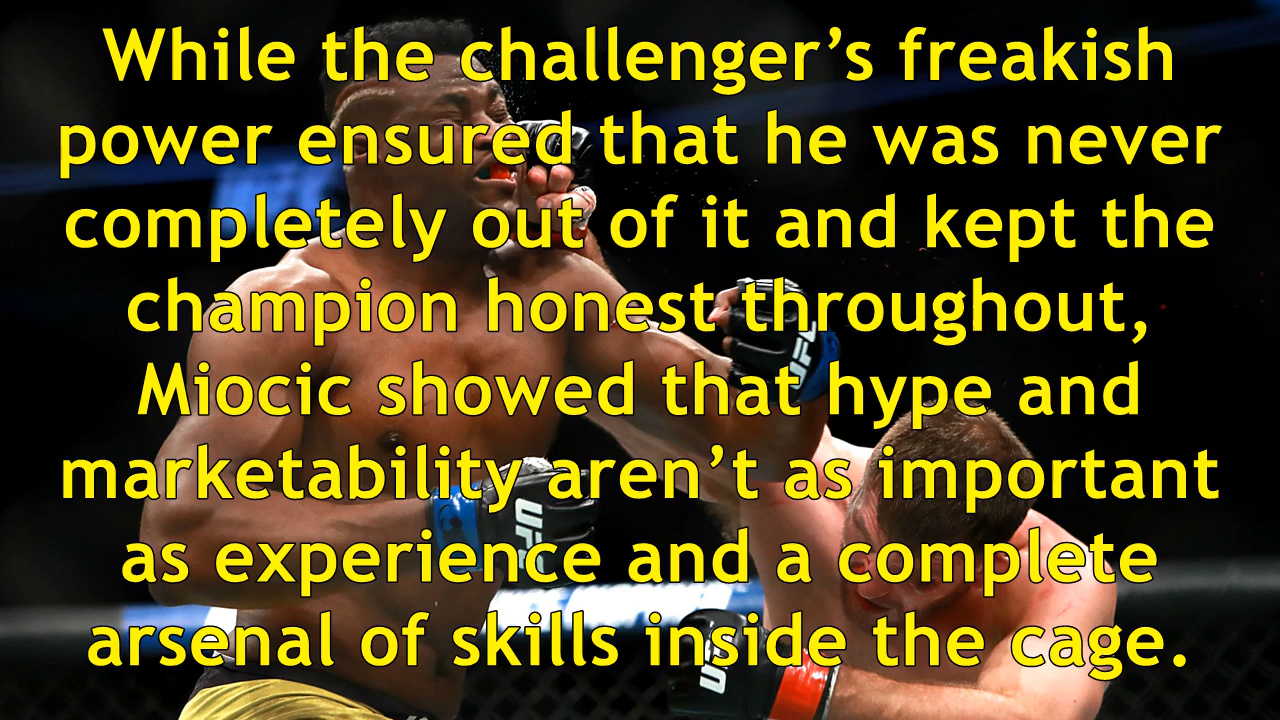 While the challenger’s freakish
power ensured that he was never
completely out of it and kept the
champion honest throughout,
Miocic showed that hype and
marketability aren’t as important
as experience and a complete
arsenal of skills inside the cage.
UFC
UFC